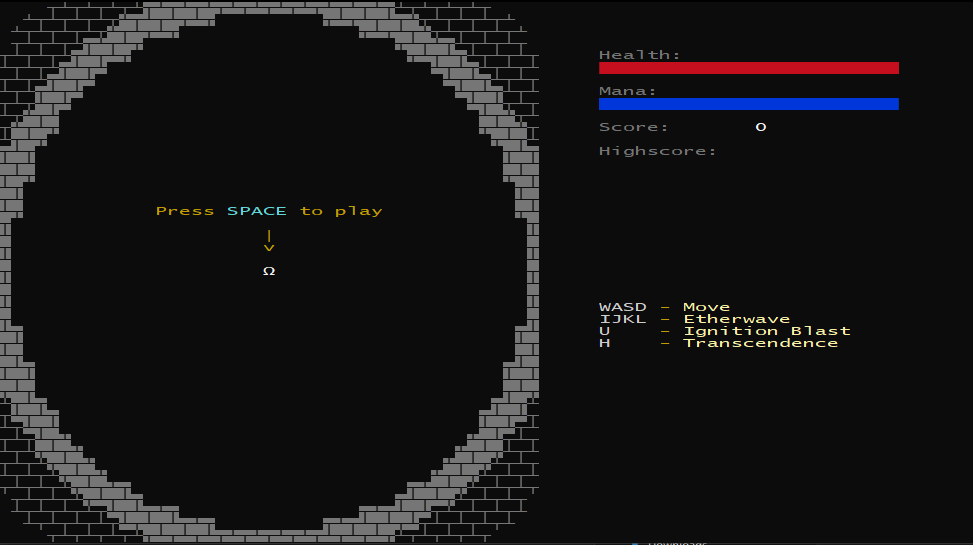 Health:
Mana:
Score: 0
Highscore:
Press SPACE to play
|
v
Ω
WASD - Move
IJKL - Etherwave
U - Ignition Blast
H - Transcendence